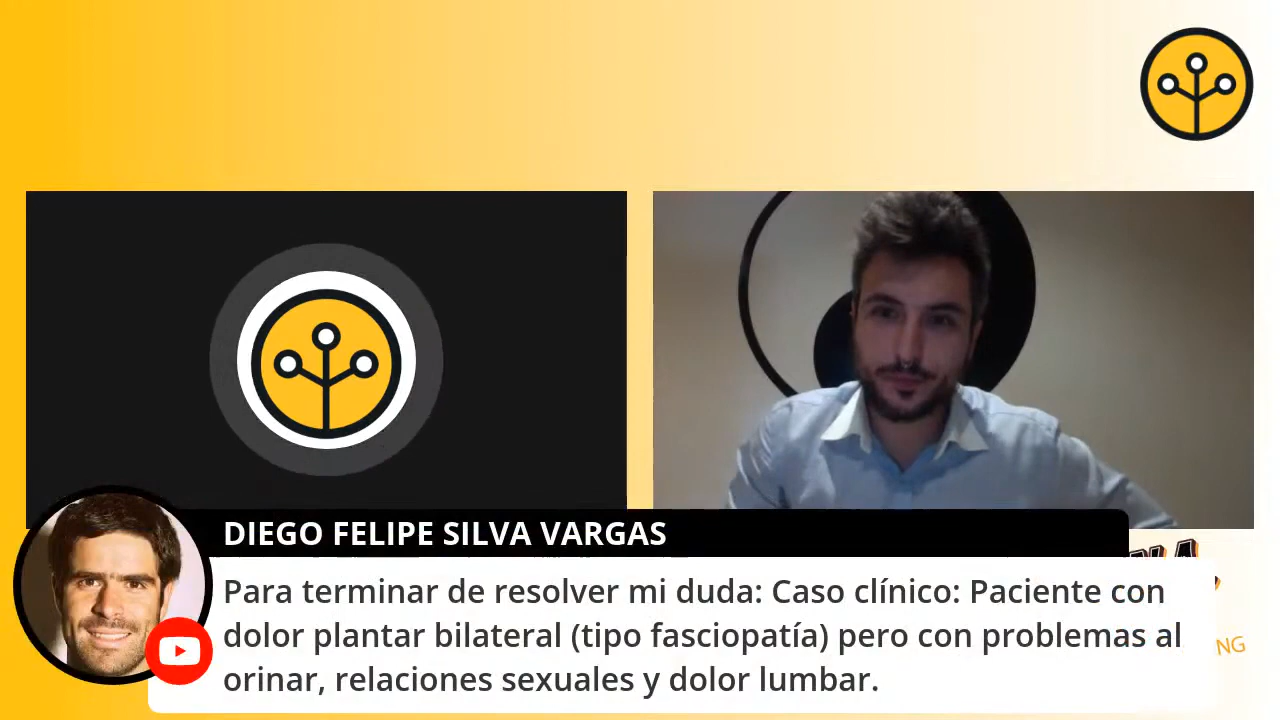 DIEGO FELIPE SILVA VARGAS
Para terminar de resolver mi duda: Caso clínico: Paciente con
dolor plantar bilateral (tipo fasciopatía) pero con problemas al
orinar, relaciones sexuales y dolor lumbar.